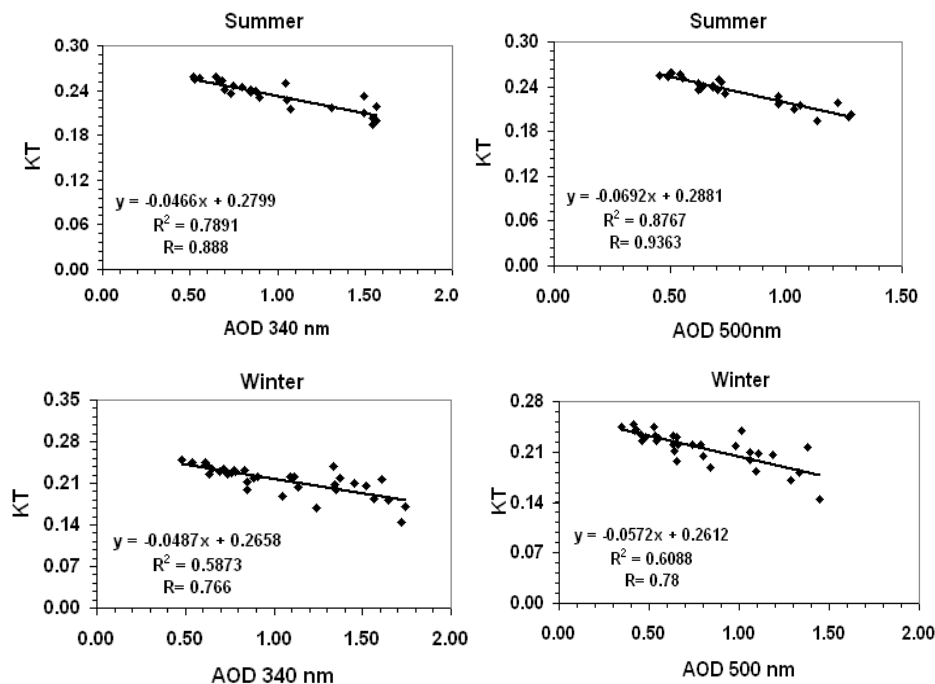 Summer
0.30
0.24
0.18
0.12
0.06
0.00
KT
y = -0.0466x + 0.2799
R² = 0.7891
R= 0.888
0.00 0.50 1.00 1.50 2.0
AOD 340 nm
Summer
0.30
0.24
0.18
0.12
0.06
0.00
KT
y = -0.0692x + 0.2881
R² = 0.8767
R= 0.9363
0.00 0.50 1.00 1.50
AOD 500nm
Winter
0.35
0.28
0.21
0.14
0.07
0.00
KT
y = -0.0487x + 0.2658
R² = 0.5873
R= 0.766
0.00 0.50 1.00 1.50 2.00
AOD 340 nm
Winter
0.28
0.21
0.14
0.07
0.00
KT
y = -0.0572x + 0.2612
R² = 0.6088
R= 0.78
0.00 0.50 1.00 1.50 2.00
AOD 500 nm